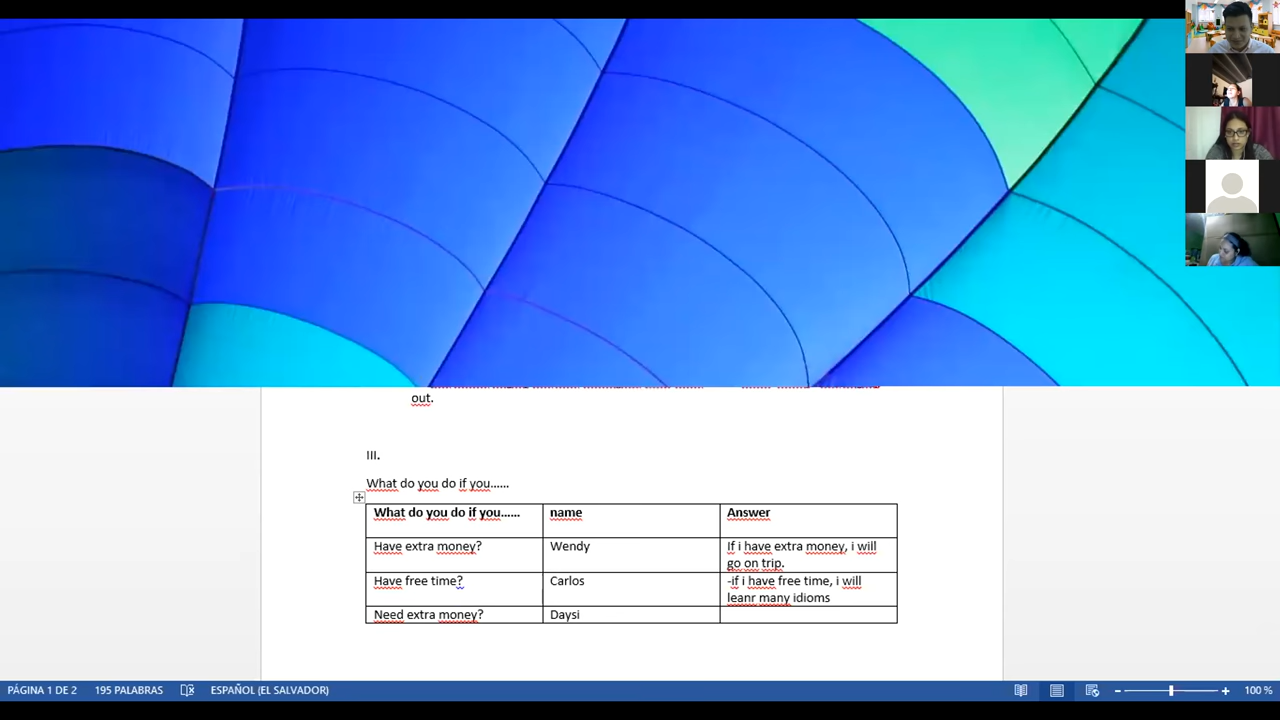 out.
III.
What do you do if you......
What do you do if you...... name Answer
Have extra money? Wendy If i have extra money, i will
go on trip.
Have free time? Carlos -if i have free time, i will
leanr many idioms
Need extra money? Daysi
PÁGINA 1 DE 2 195 PALABRAS ESPAÑOL (EL SALVADOR) 100 %